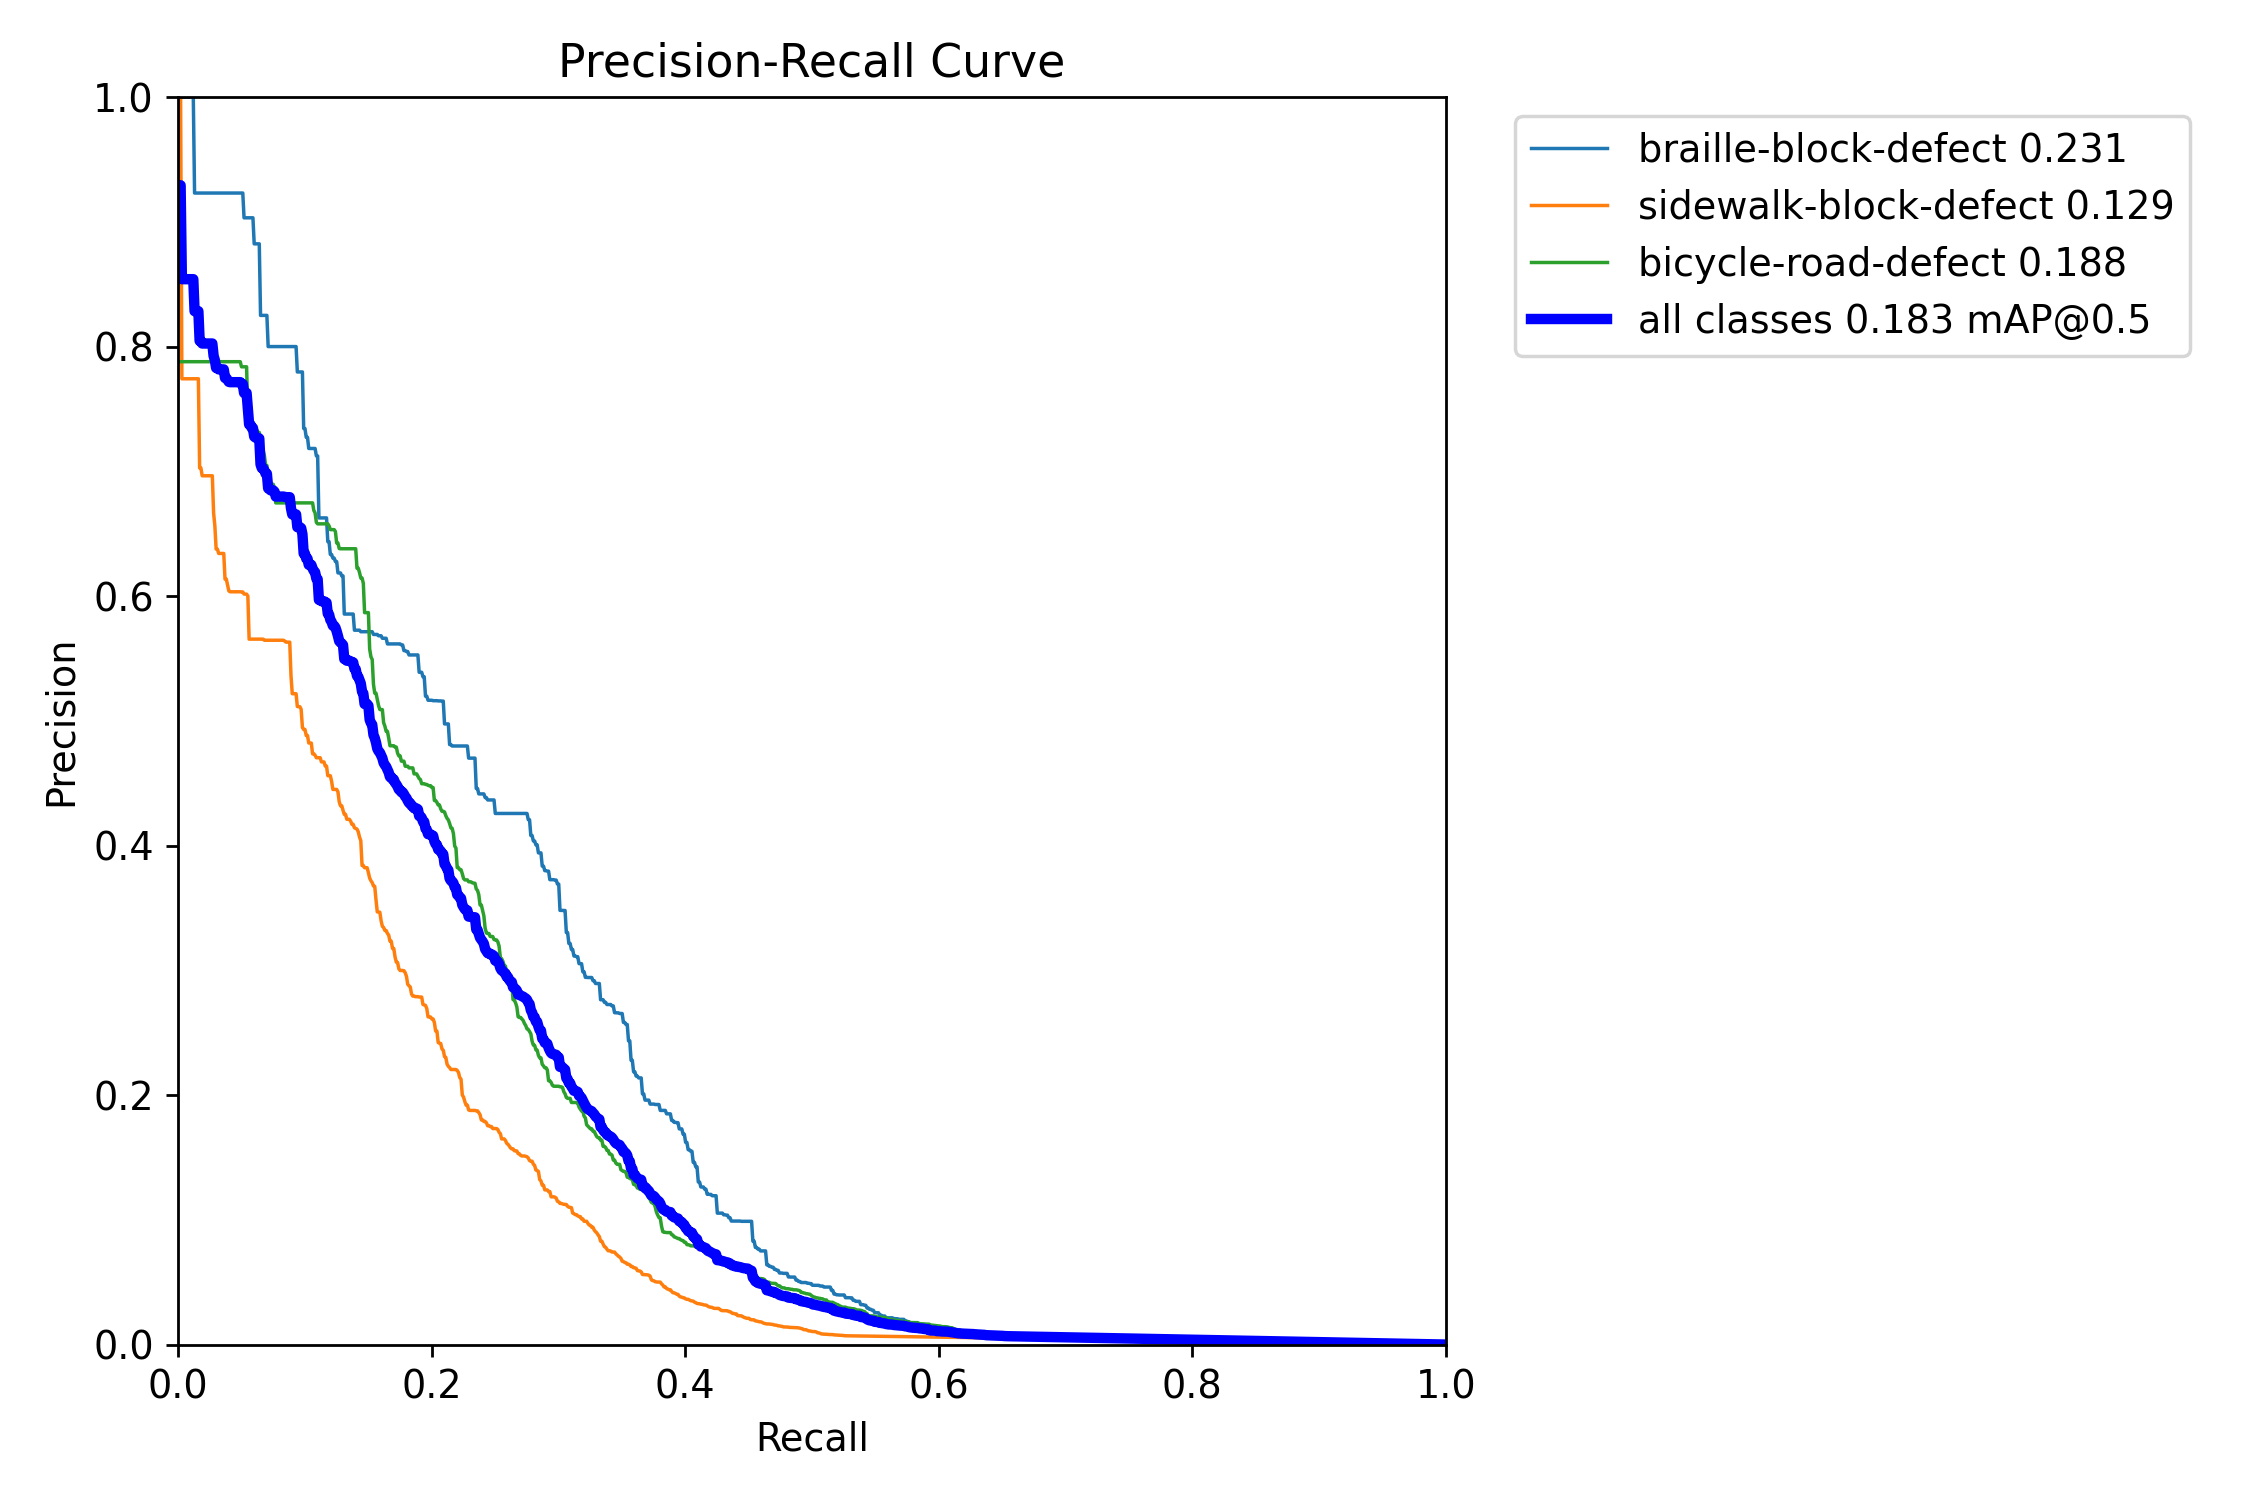 Precision-Recall Curve
1.0
0.8
0.6
0.4
0.2
0.0
Precision
0.0 0.2 0.4 0.6 0.8 1.0
Recall
braille-block-defect 0.231
sidewalk-block-defect 0.129
bicycle-road-defect 0.188
all classes 0.183 mAP@0.5